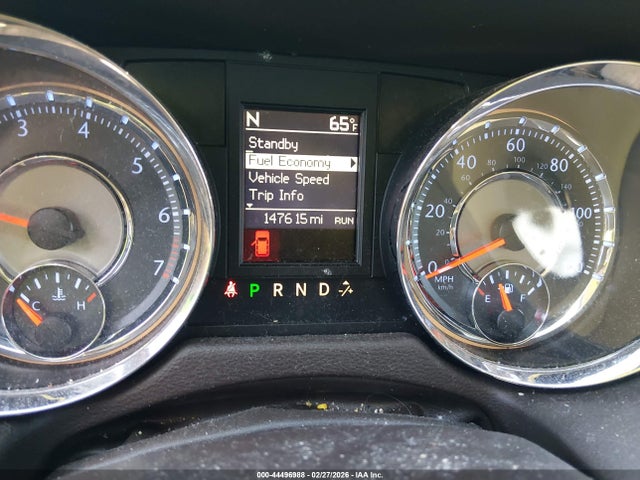 N 65°F
Standby
Fuel Economy
Vehicle Speed
Trip Info
147615 mi RUN
P R N D
3 4 5 6 7
C H
0 20 40 60 80 100
MPH
km/h
E F
000-44496988 | 02/27/2026 | IAA Inc.